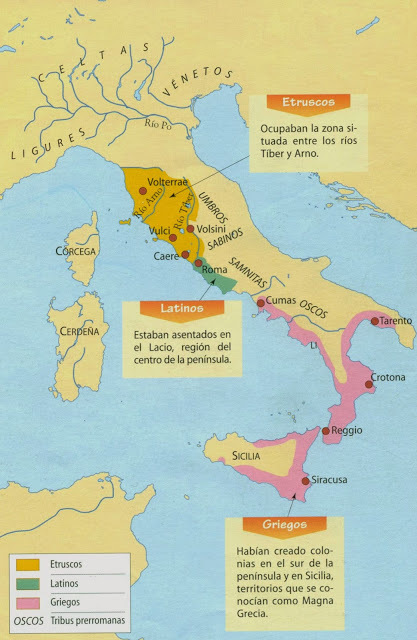 CELTAS
VÉNETOS
LIGURES
Río Po
Etruscos
Ocupaban la zona si-
tuada entre los ríos
Tíber y Arno.
Volterrae
Río Arno
Río Tíber
UMBROS
Vulci
Volsini
SABINOS
Caere
Roma
SAMNITAS
CÓRCEGA
Cumas
OSCOS
Tarento
Latinos
Estaban asentados en
el Lacio, región del
centro de la península.
CERDEÑA
LI
Crotona
Reggio
SICILIA
Siracusa
Griegos
Habían creado colo-
nias en el sur de la
península y en Sicilia,
territorios que se co-
nocían como Magna
Grecia.
Etruscos
Latinos
Griegos
OSCOS Tribus prerromanas